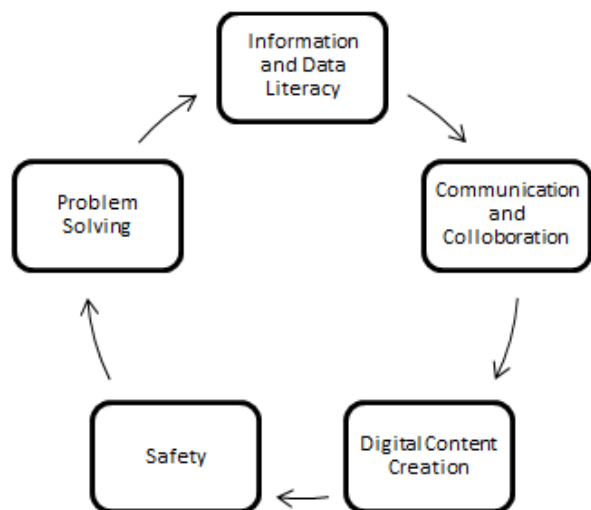 Information
and Data
Literacy
Communication
and
Colloboration
Digital Content
Creation
Safety
Problem
Solving